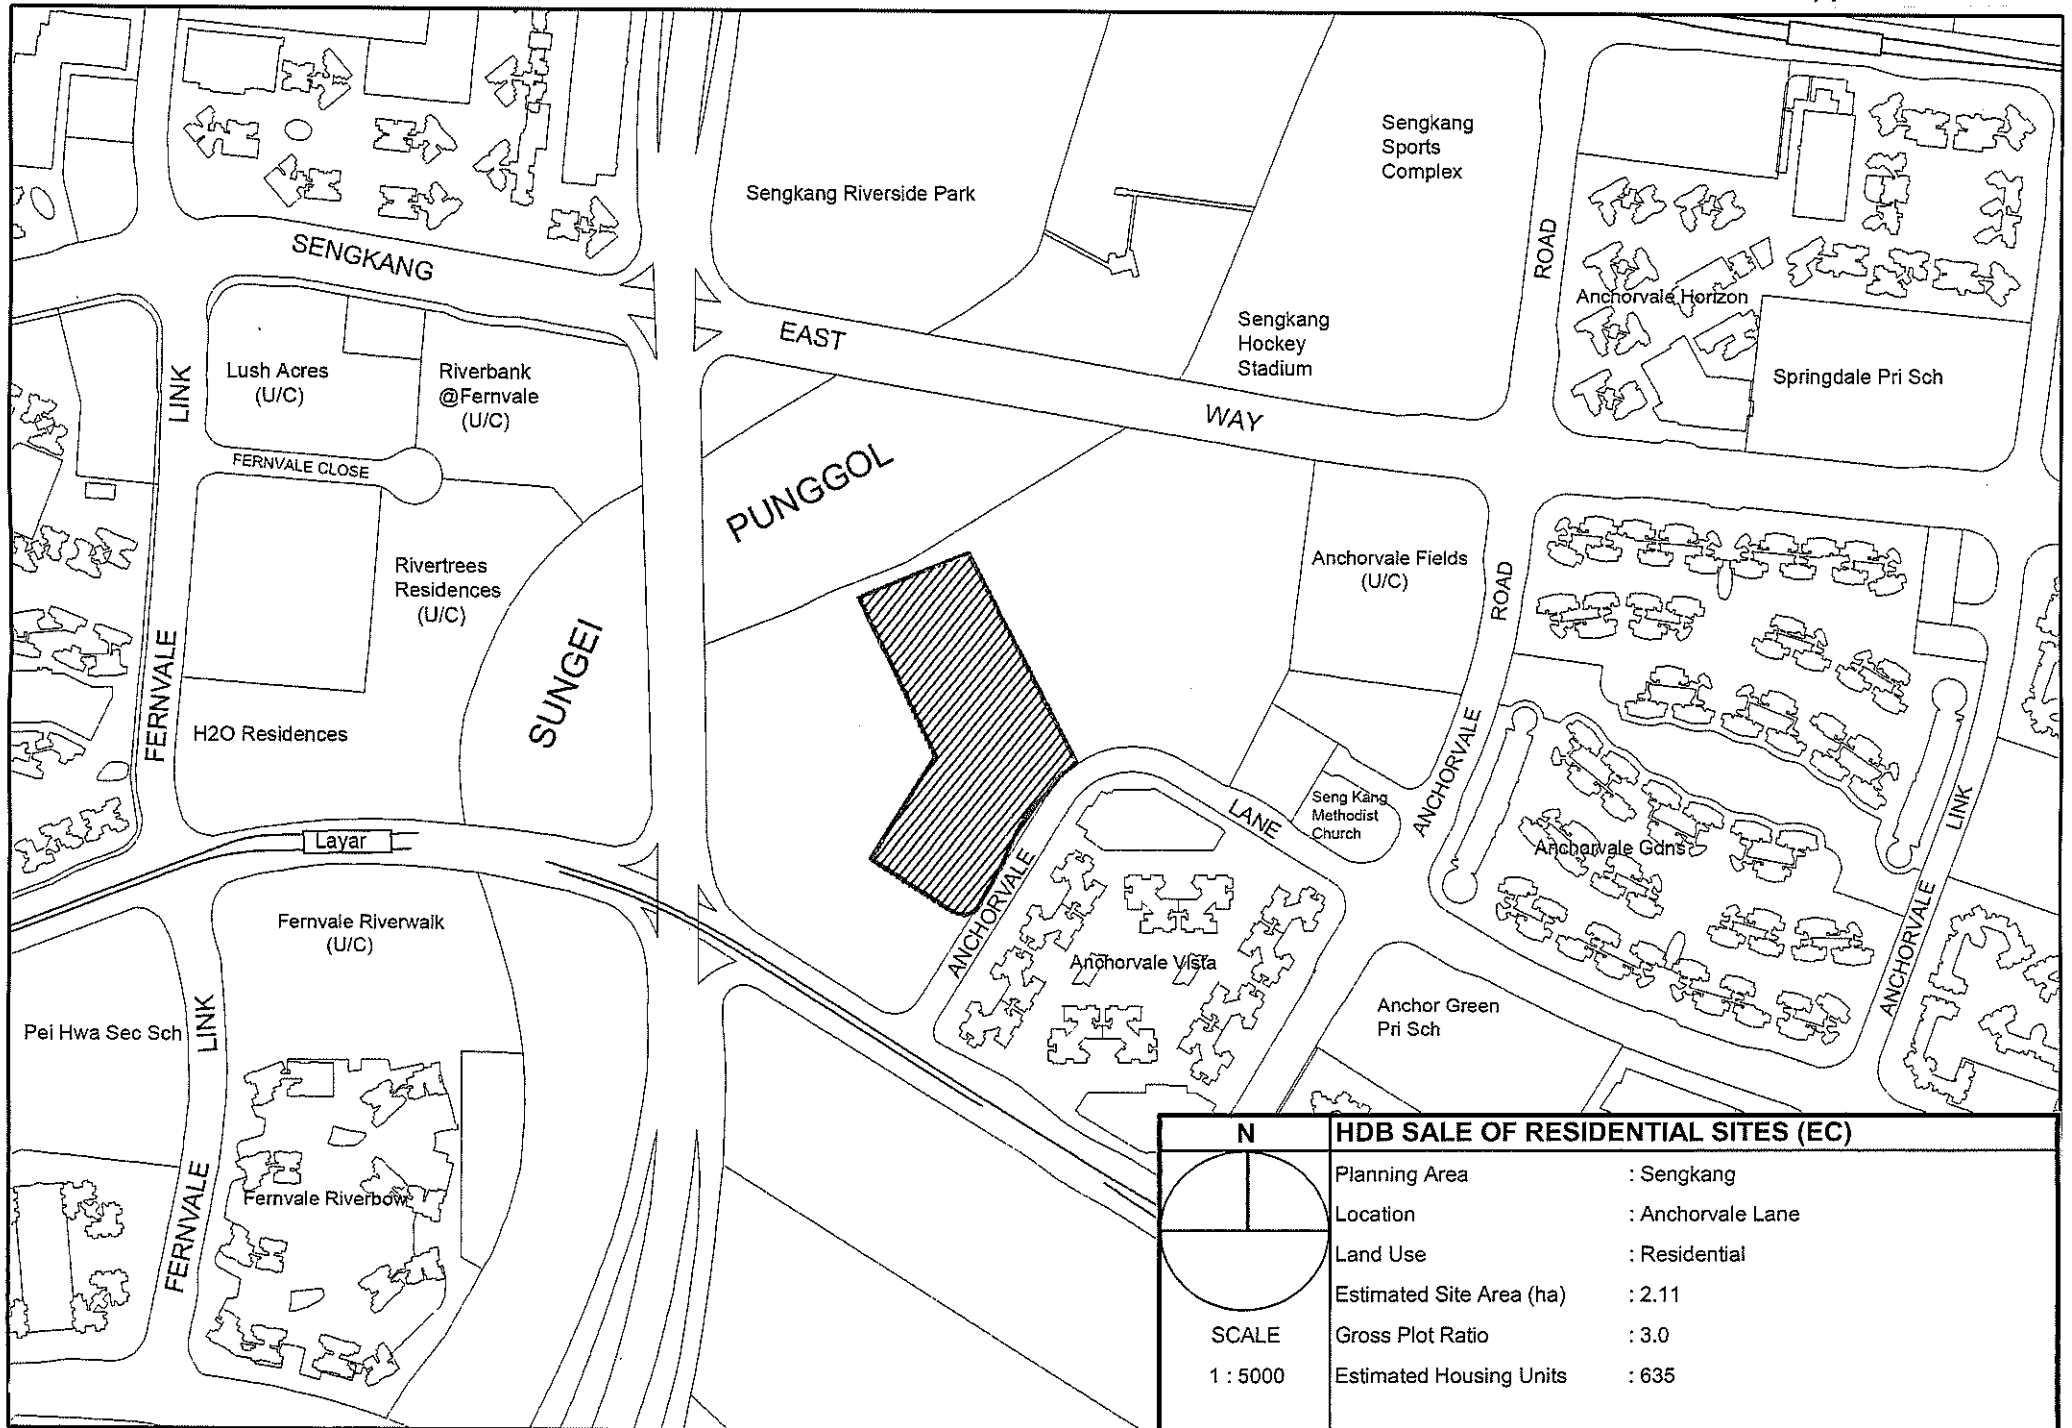 Sengkang
Sports
Complex
Sengkang Riverside Park
SENGKANG
EAST
WAY
ROAD
Anchorvale Horizon
Sengkang
Hockey
Stadium
Springdale Pri Sch
Lush Acres
(U/C)
Riverbank
@Fernvale
(U/C)
LINK
FERNVALE CLOSE
PUNGGOL
Rivertrees
Residences
(U/C)
Anchorvale Fields
(U/C)
ROAD
SUNGEI
FERNVALE
H2O Residences
ANCHORVALE
LANE
Seng Kang
Methodist
Church
LINK
Layar
Anchorvale Gdns
ANCHORVALE
ANCHORVALE
Fernvale Riverwalk
(U/C)
Anchorvale Vista
Pei Hwa Sec Sch
LINK
Anchor Green
Pri Sch
FERNVALE
Fernvale Riverbow
N
HDB SALE OF RESIDENTIAL SITES (EC)
Planning Area : Sengkang
Location : Anchorvale Lane
Land Use : Residential
Estimated Site Area (ha) : 2.11
SCALE
Gross Plot Ratio : 3.0
1 : 5000
Estimated Housing Units : 635